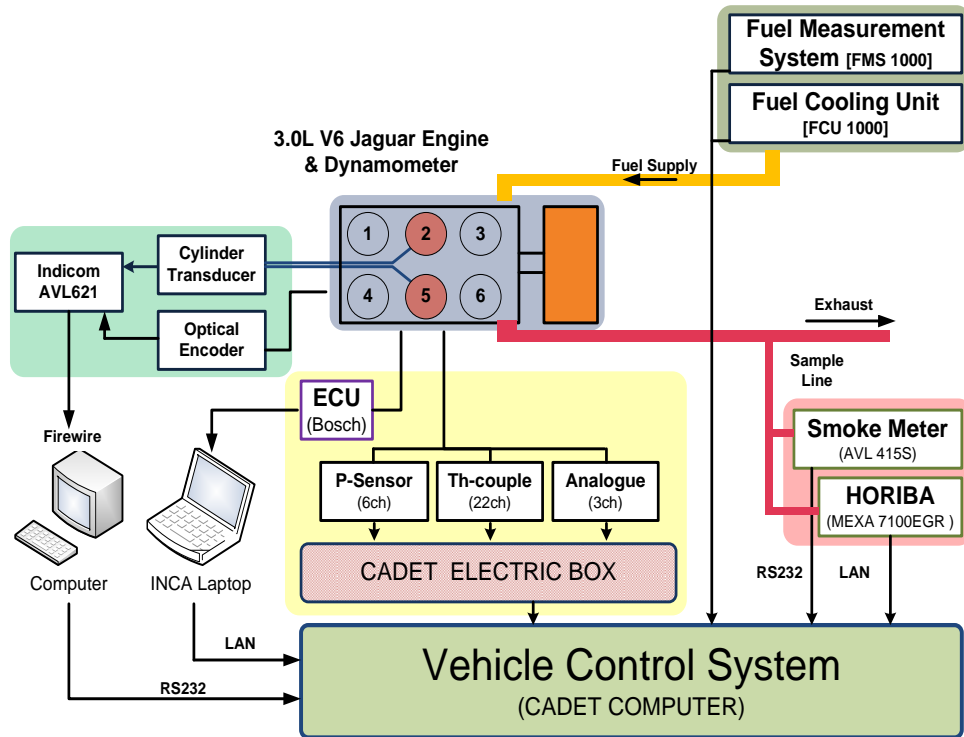 Fuel Measurement
System [FMS 1000]
Fuel Cooling Unit
[FCU 1000]
3.0L V6 Jaguar Engine
& Dynamometer
Fuel Supply
1
2
3
4
5
6
Cylinder
Transducer
Indicom
AVL621
Optical
Encoder
Exhaust
Sample
Line
ECU
(Bosch)
Smoke Meter
(AVL 415S)
Firewire
P-Sensor
(6ch)
Th-couple
(22ch)
Analogue
(3ch)
HORIBA
(MEXA 7100EGR )
CADET ELECTRIC BOX
RS232
LAN
Computer
INCA Laptop
LAN
RS232
Vehicle Control System
(CADET COMPUTER)